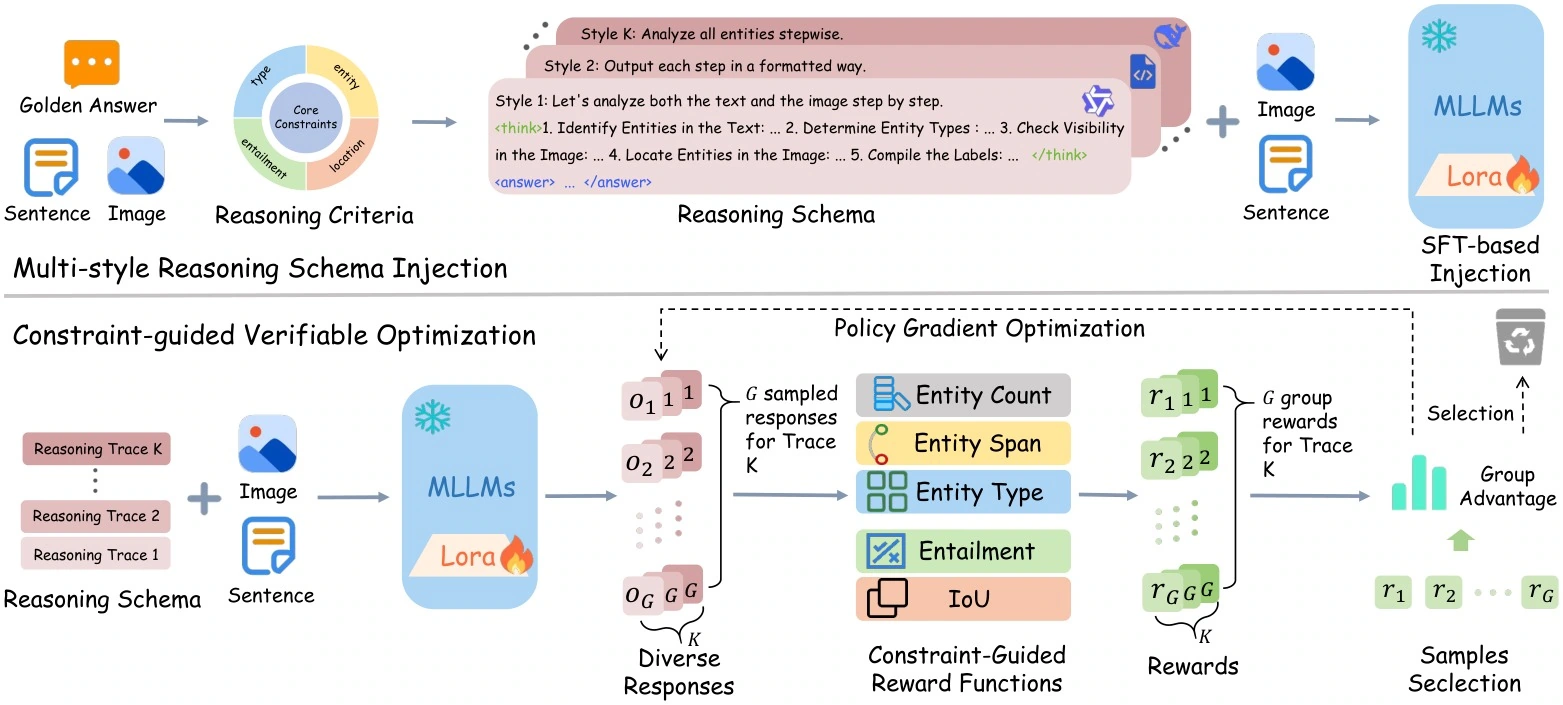 Golden Answer
Sentence
Image
type
entity
entailment
location
Core
Constraints
Reasoning Criteria
Style K: Analyze all entities stepwise.
Style 2: Output each step in a formatted way.
Style 1: Let's analyze both the text and the image step by step.
<think>1. Identify Entities in the Text: ... 2. Determine Entity Types : ... 3. Check Visibility
in the Image: ... 4. Locate Entities in the Image: ... 5. Compile the Labels: ... </think>
<answer> ... </answer>
Reasoning Schema
Image
Sentence
MLLMs
Lora
SFT-based
Injection
Multi-style Reasoning Schema Injection
Constraint-guided Verifiable Optimization
Reasoning Trace K
Reasoning Trace 2
Reasoning Trace 1
Reasoning Schema
Image
Sentence
MLLMs
Lora
Policy Gradient Optimization
o1 1 1
o2 2 2
oG G G
K
Diverse
Responses
G sampled
responses
for Trace
K
Entity Count
Entity Span
Entity Type
Entailment
IoU
Constraint-Guided
Reward Functions
r1 1 1
r2 2 2
rG G G
K
Rewards
G group
rewards
for Trace
K
Selection
Group
Advantage
r1 r2 ... rG
Samples
Seclection